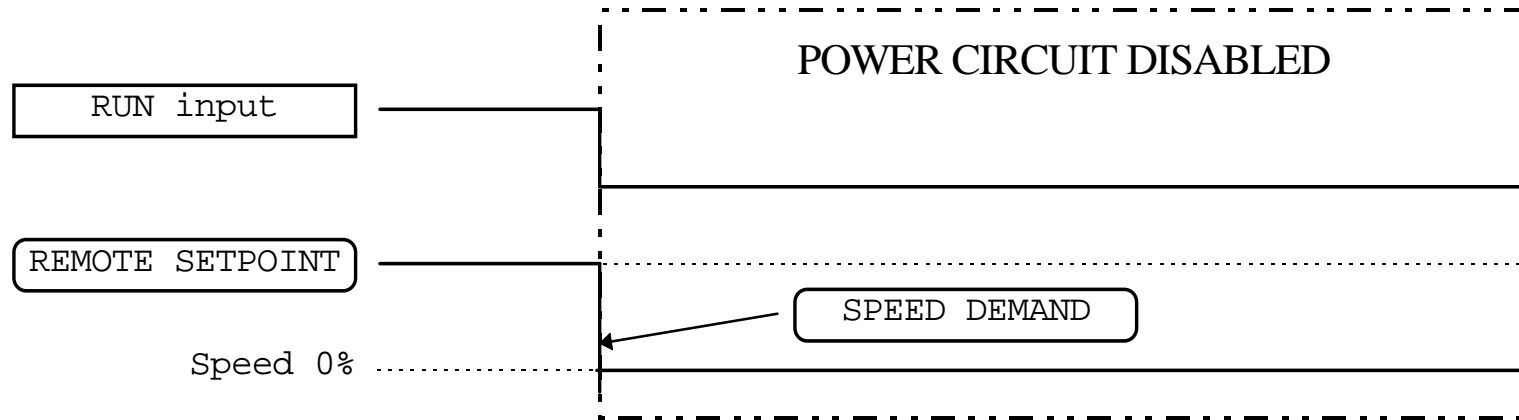 POWER CIRCUIT DISABLED
RUN input
REMOTE SETPOINT
SPEED DEMAND
Speed 0%